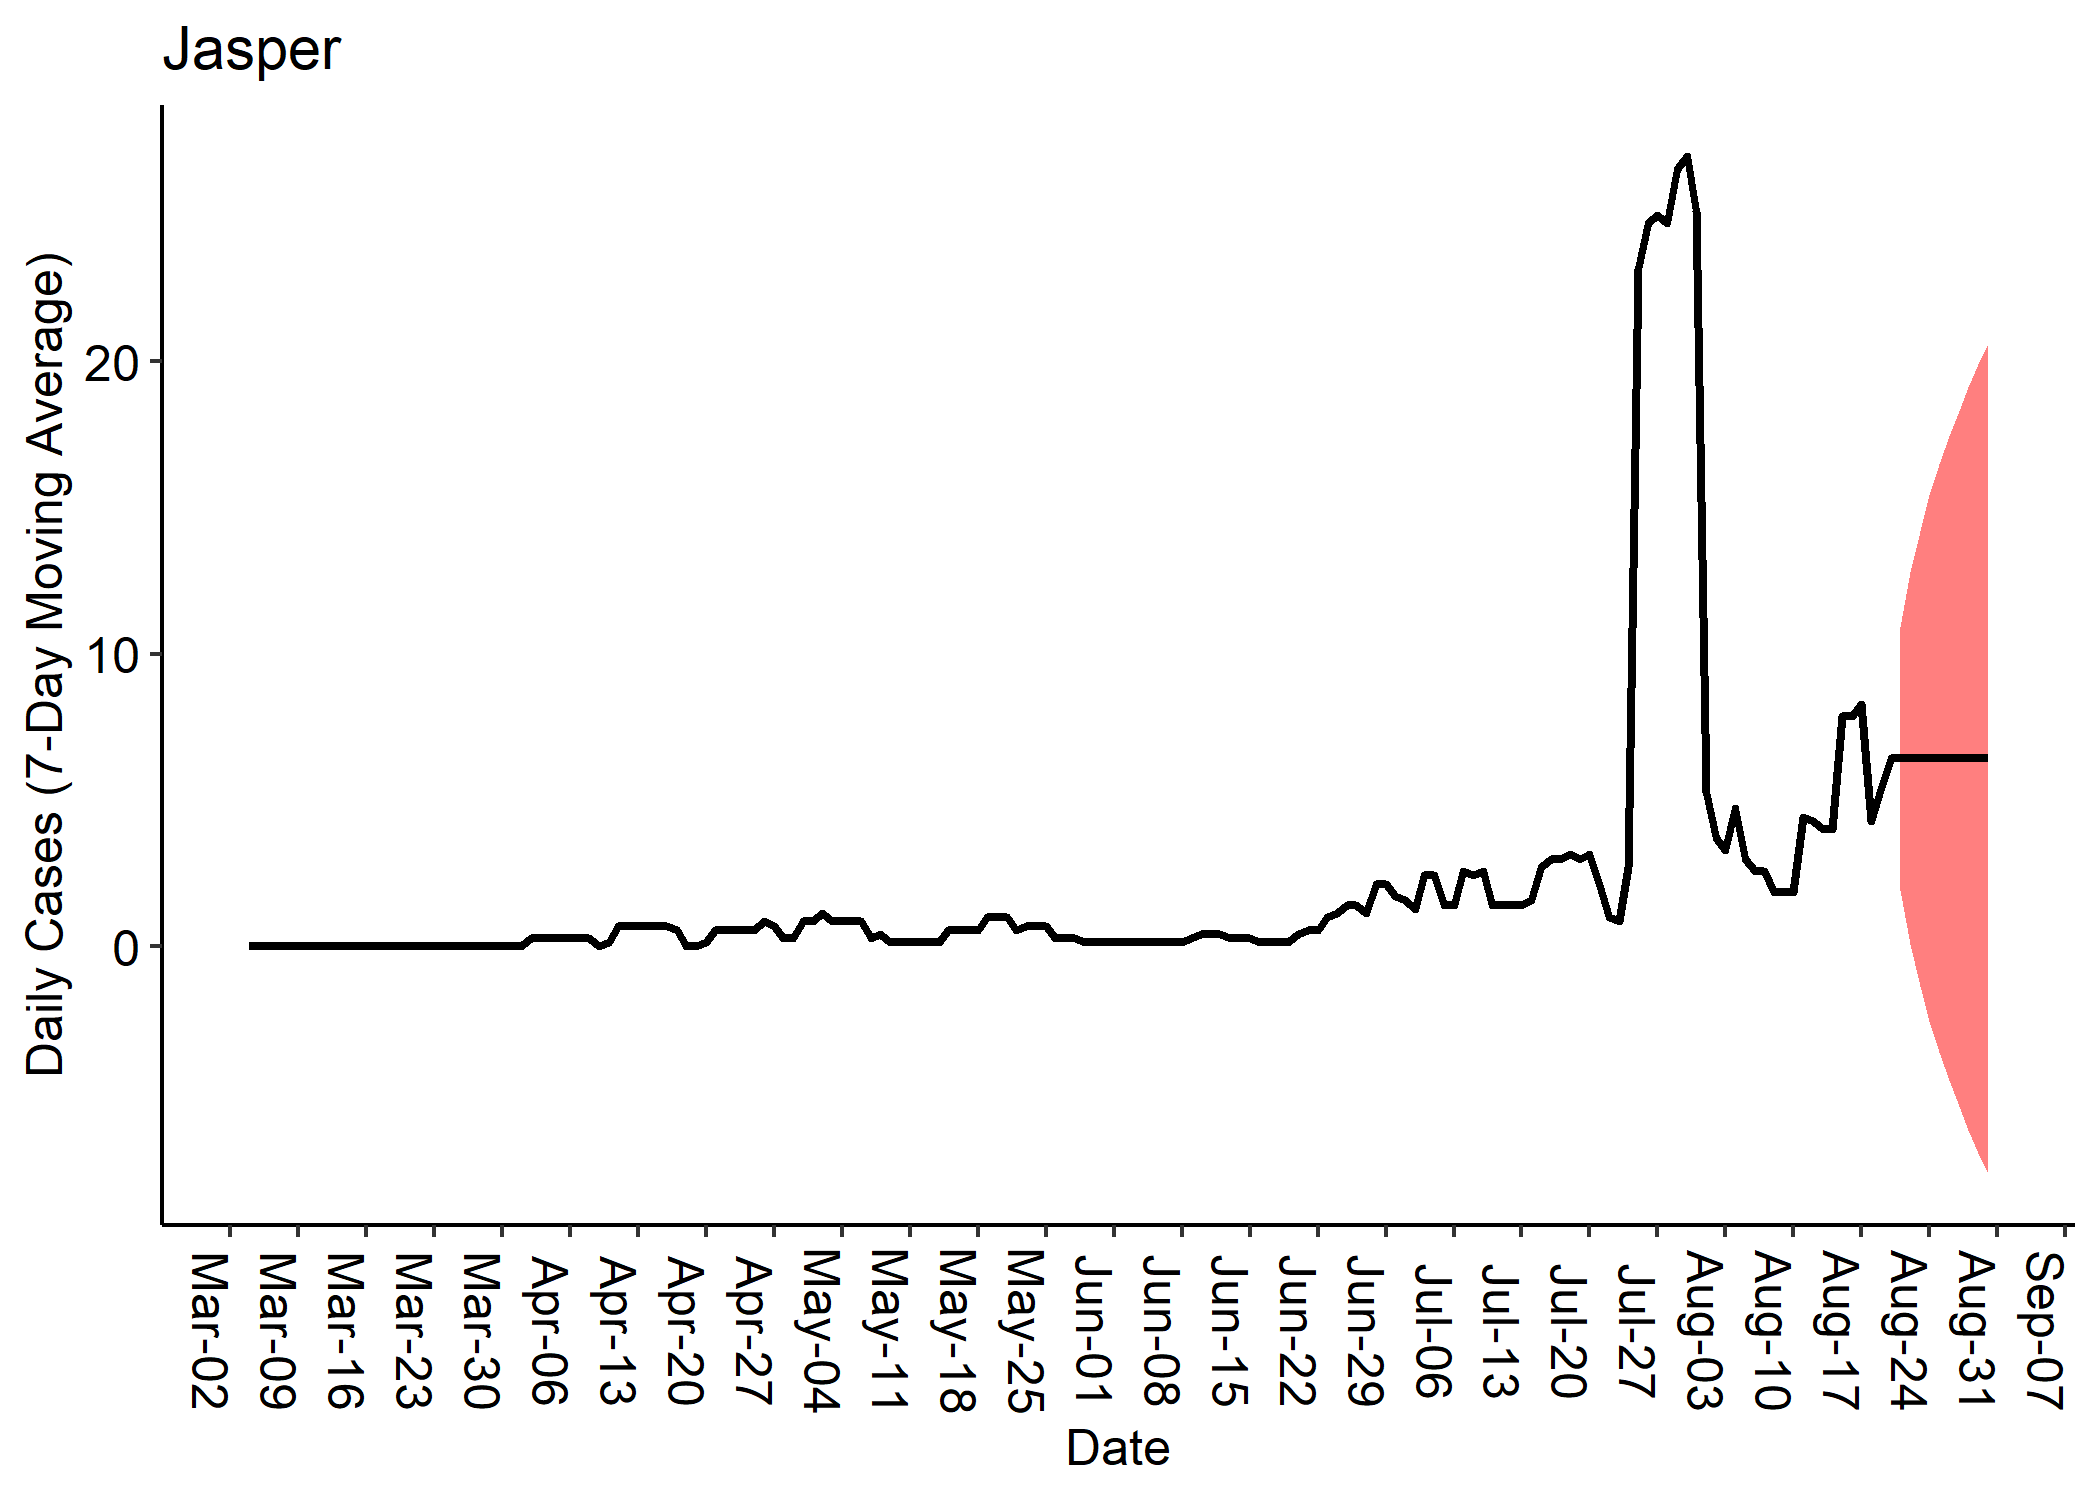 Jasper
Daily Cases (7-Day Moving Average)
20
10
0
Mar-02
Mar-09
Mar-16
Mar-23
Mar-30
Apr-06
Apr-13
Apr-20
Apr-27
May-04
May-11
May-18
May-25
Jun-01
Jun-08
Jun-15
Jun-22
Jun-29
Jul-06
Jul-13
Jul-20
Jul-27
Aug-03
Aug-10
Aug-17
Aug-24
Aug-31
Sep-07
Date